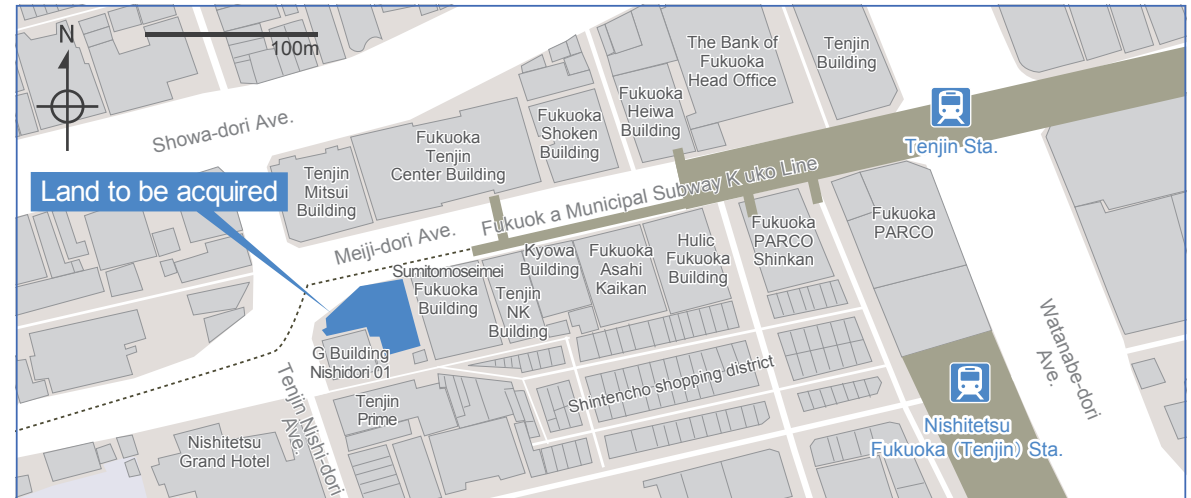 N
100m
The Bank of
Fukuoka
Head Office
Tenjin
Building
Fukuoka
Heiwa
Building
Fukuoka
Shoken
Building
Showa-dori Ave.
Fukuoka
Tenjin
Center Building
Tenjin Sta.
Tenjin
Mitsui
Building
Land to be acquired
Fukuok a Municipal Subway K uko Line
Meiji-dori Ave.
Fukuoka
PARCO
Shinkan
Fukuoka
PARCO
Hulic
Fukuoka
Building
Fukuoka
Asahi
Kaikan
Kyowa
Building
Sumitomoseimei
Fukuoka
Building
Tenjin
NK
Building
G Building
Nishidori 01
Watanabe-dori
Ave.
Shintencho shopping district
Tenjin Nishi-dori
Ave.
Tenjin
Prime
Nishitetsu
Grand Hotel
Nishitetsu
Fukuoka (Tenjin) Sta.